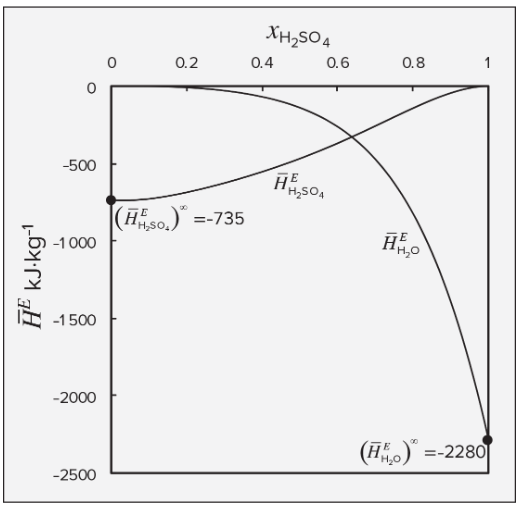 x_H₂SO₄
0 0.2 0.4 0.6 0.8 1
0
-500
-1000
-1500
-2000
-2500
H̅ᴱ kJ·kg⁻¹
H̅ᴱ_H₂SO₄
(H̅ᴱ_H₂SO₄)^∞ =-735
H̅ᴱ_H₂O
(H̅ᴱ_H₂O)^∞ =-2280